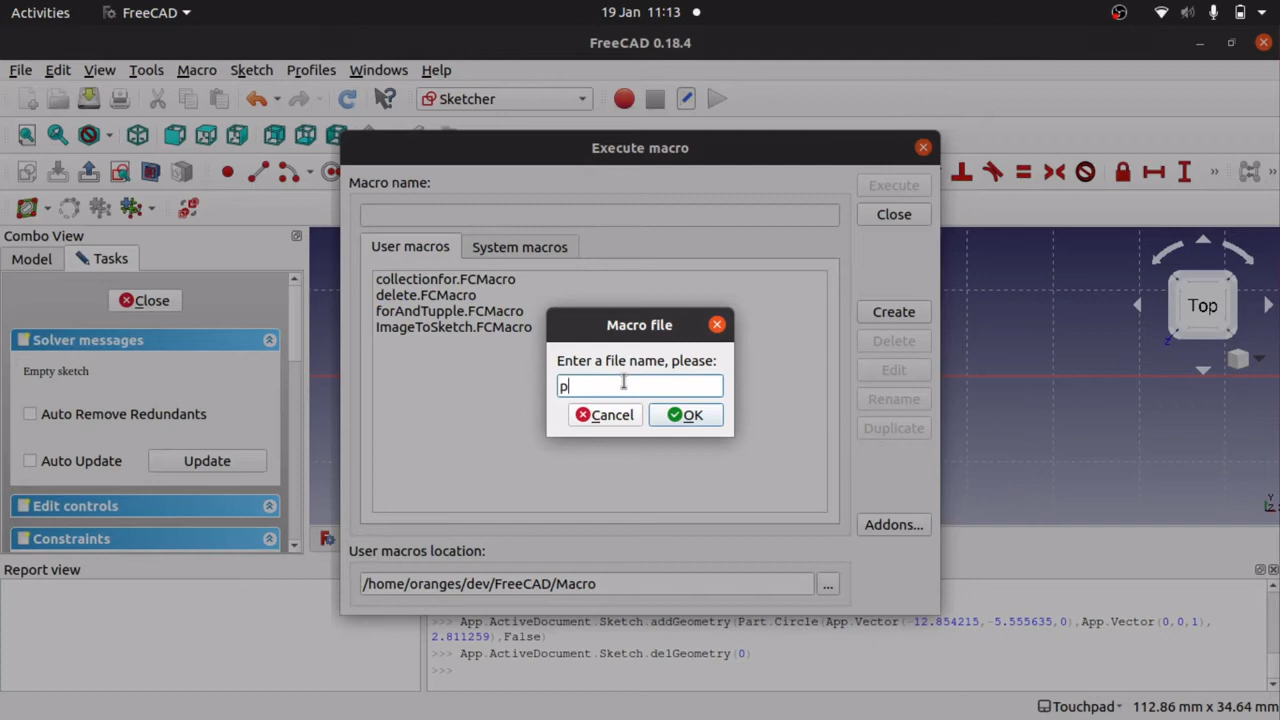 Activities
FreeCAD
19 Jan 11:13
FreeCAD 0.18.4
File Edit View Tools Macro Sketch Profiles Windows Help
Sketcher
Execute macro
Macro name:
Execute
Close
User macros
System macros
collectionfor.FCMacro
delete.FCMacro
forAndTupple.FCMacro
ImageToSketch.FCMacro
Create
Delete
Edit
Rename
Duplicate
Addons...
User macros location:
/home/oranges/dev/FreeCAD/Macro
...
Macro file
Enter a file name, please:
p
Cancel
OK
Combo View
Model
Tasks
Close
Solver messages
Empty sketch
Auto Remove Redundants
Auto Update
Update
Edit controls
Constraints
Top
Z
Y
Z
Report view
>>> App.ActiveDocument.Sketch.addGeometry(Part.Circle(App.Vector(-12.854215,-5.555635,0),App.Vector(0,0,1),
2.811259),False)
>>> App.ActiveDocument.Sketch.delGeometry(0)
>>>
Touchpad
112.86 mm x 34.64 mm